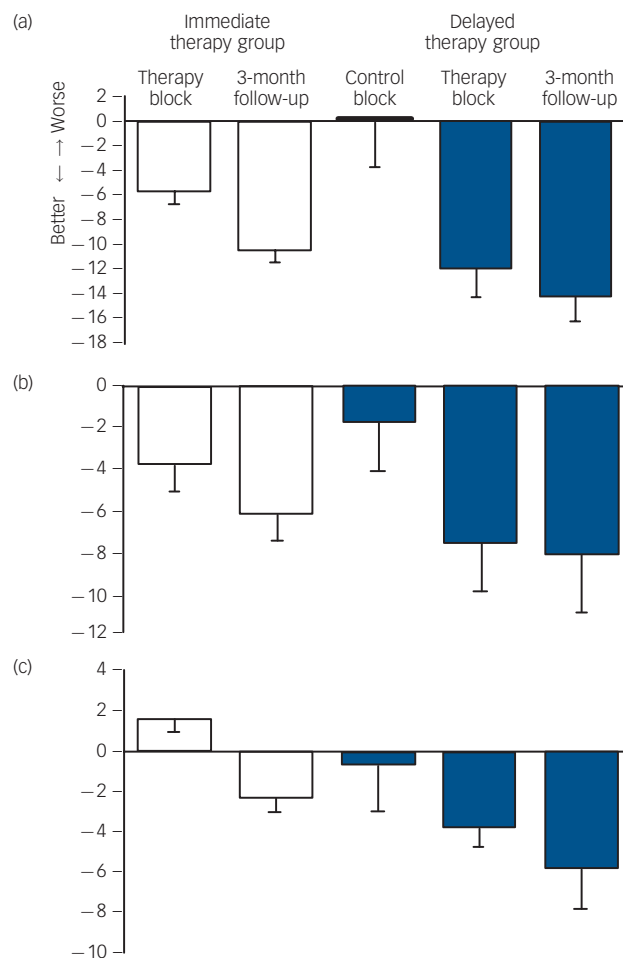 (a)
Immediate
therapy group
Delayed
therapy group
Therapy
block
3-month
follow-up
Control
block
Therapy
block
3-month
follow-up
Better ← → Worse
2
0
−2
−4
−6
−8
−10
−12
−14
−16
−18
(b)
0
−2
−4
−6
−8
−10
−12
(c)
4
2
0
−2
−4
−6
−8
−10